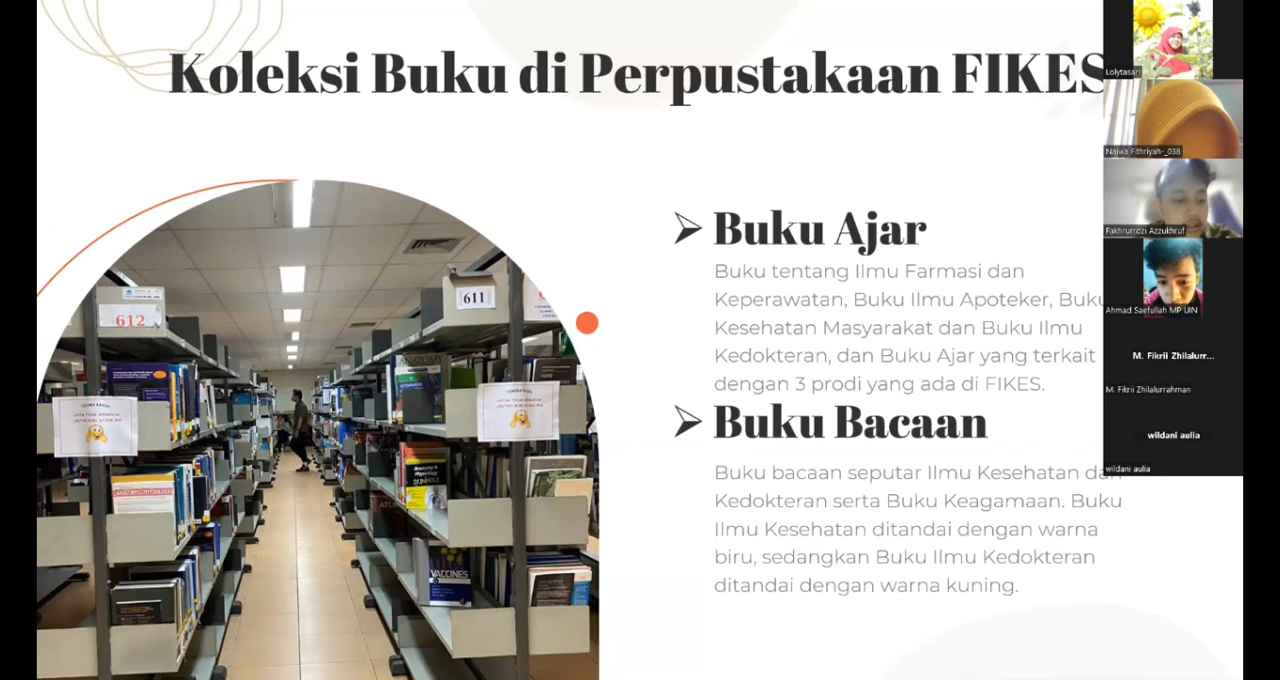 Koleksi Buku di Perpustakaan FIKES
Buku Ajar
Buku tentang Ilmu Farmasi dan
Keperawatan, Buku Ilmu Apoteker, Buku
Kesehatan Masyarakat dan Buku Ilmu
Kedokteran, dan Buku Ajar yang terkait
dengan 3 prodi yang ada di FIKES.
Buku Bacaan
Buku bacaan seputar Ilmu Kesehatan dan
Kedokteran serta Buku Keagamaan. Buku
Ilmu Kesehatan ditandai dengan warna
biru, sedangkan Buku Ilmu Kedokteran
ditandai dengan warna kuning.
612
611
ANATOMY
DUMMIES
VACCINES
Lolytasari
Najwa Fithriyah-_038
Fakhrurrozi Azzukhruf
Ahmad Saefullah MP UIN
M. Fikrii Zhilalurr...
M. Fikrii Zhilalurrahman
wildani aulia
wildani aulia